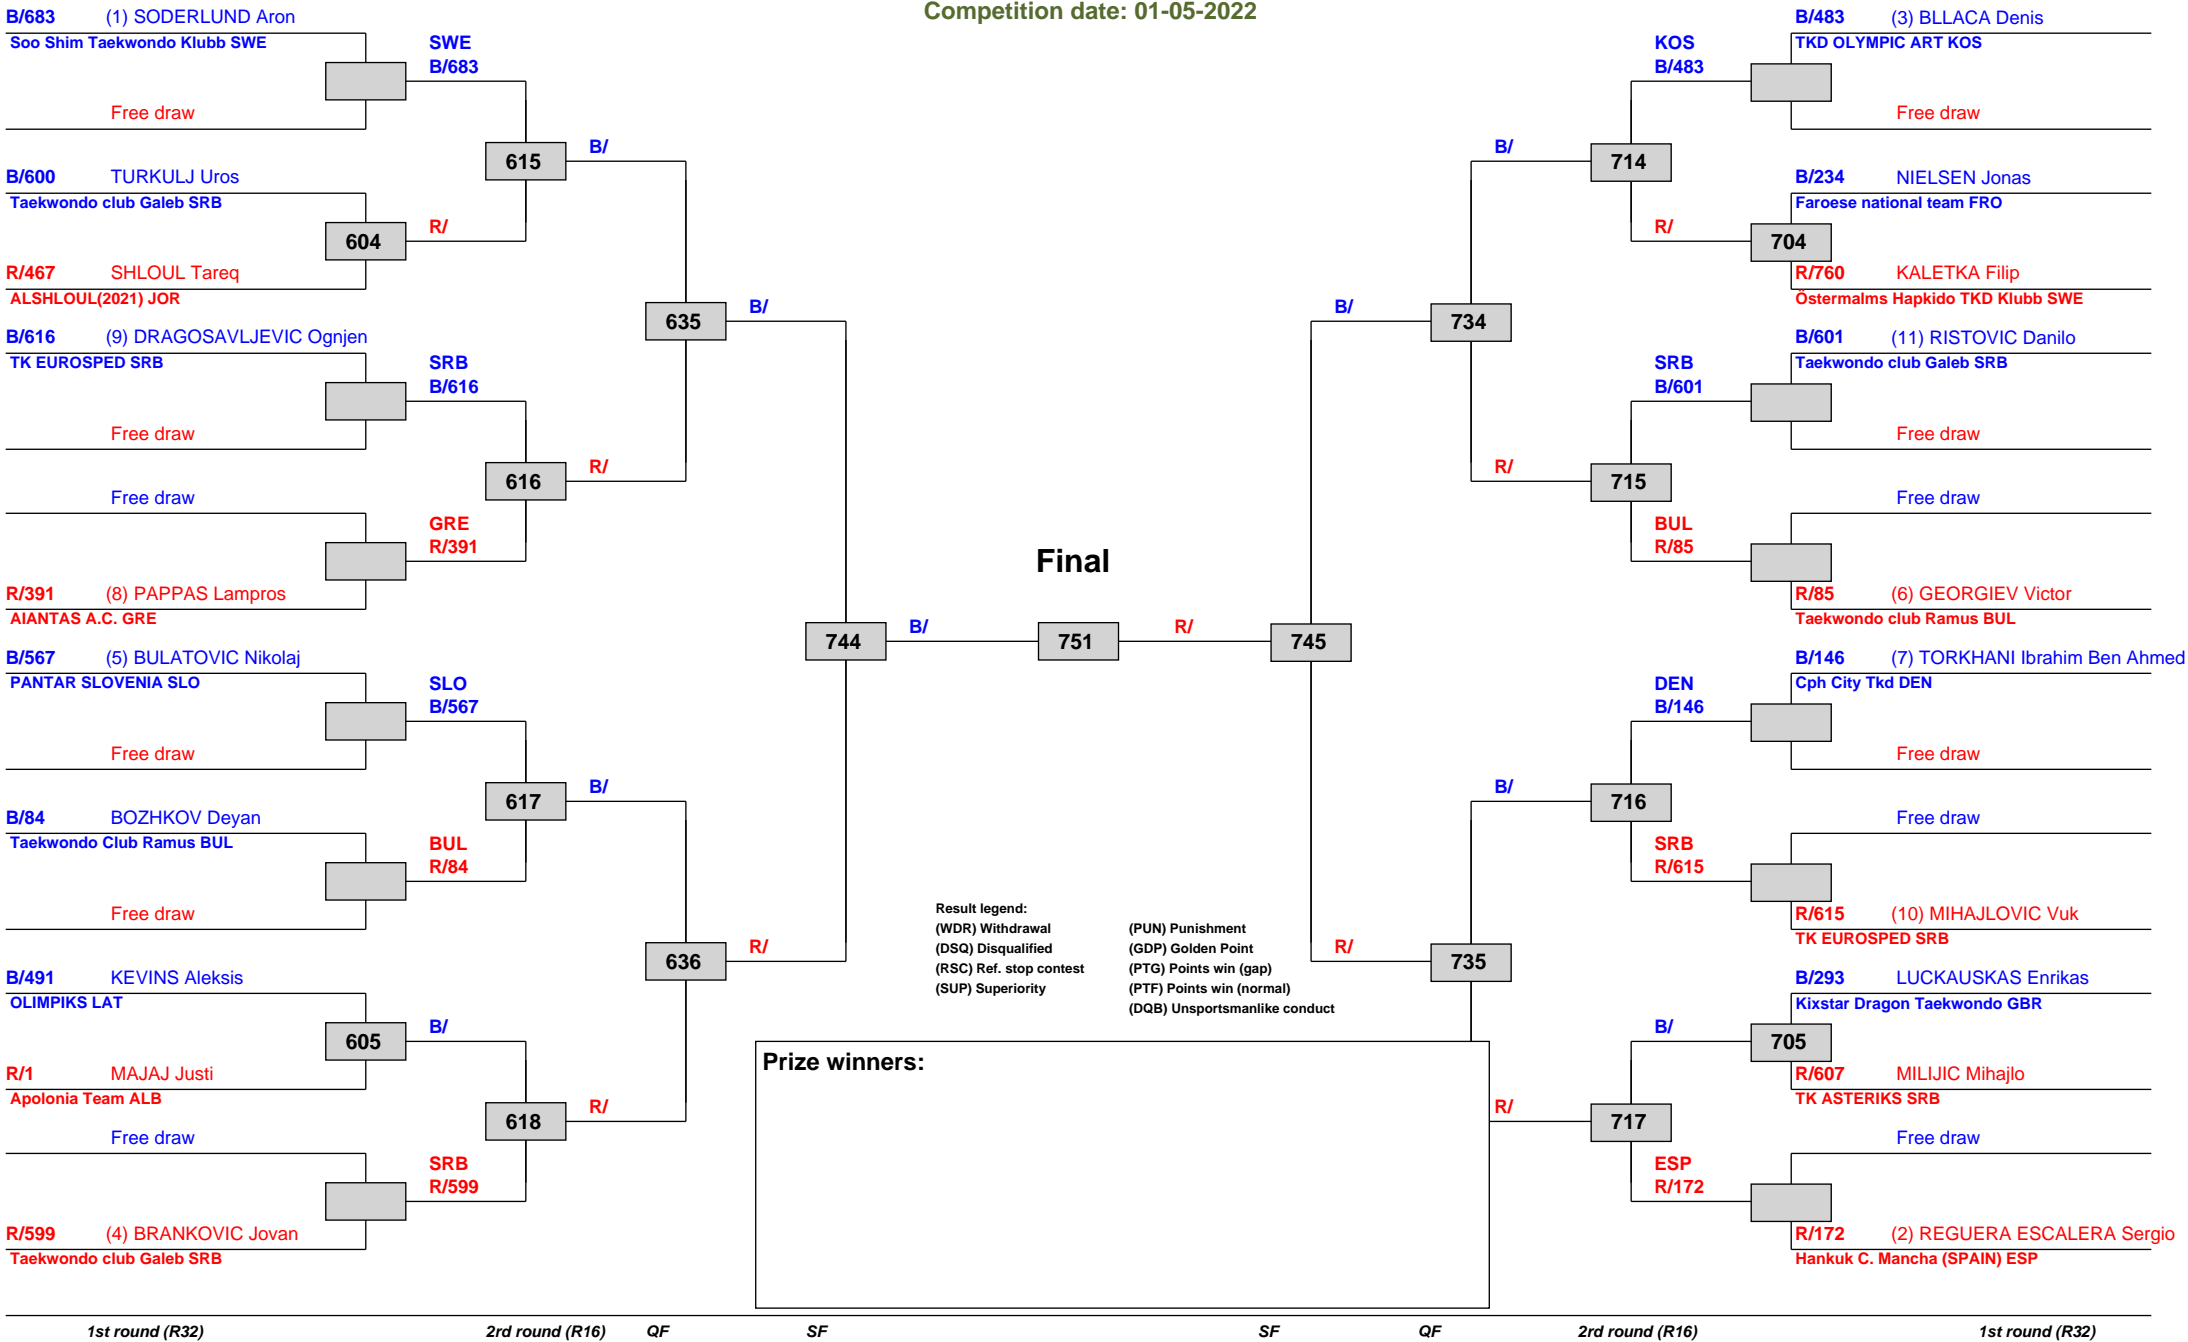 Competition date: 01-05-2022
B/683 (1) SODERLUND Aron
Soo Shim Taekwondo Klubb SWE
Free draw
B/600 TURKULJ Uros
Taekwondo club Galeb SRB
604
R/467 SHLOUL Tareq
ALSHLOUL(2021) JOR
B/616 (9) DRAGOSAVLJEVIC Ognjen
TK EUROSPED SRB
Free draw
Free draw
R/391 (8) PAPPAS Lampros
AIANTAS A.C. GRE
B/567 (5) BULATOVIC Nikolaj
PANTAR SLOVENIA SLO
Free draw
B/84 BOZHKOV Deyan
Taekwondo Club Ramus BUL
Free draw
B/491 KEVINS Aleksis
OLIMPIKS LAT
605
R/1 MAJAJ Justi
Apolonia Team ALB
Free draw
R/599 (4) BRANKOVIC Jovan
Taekwondo club Galeb SRB
SWE
B/683
615
R/
SRB
B/616
616
GRE
R/391
SLO
B/567
617
BUL
R/84
B/
618
SRB
R/599
B/
635
R/
B/
636
R/
B/
744
R/
Final
B/
751
R/
B/
745
R/
B/
734
R/
B/
735
R/
KOS
B/483
714
R/
SRB
B/601
715
BUL
R/85
DEN
B/146
716
SRB
R/615
B/
717
ESP
R/172
B/483 (3) BLLACA Denis
TKD OLYMPIC ART KOS
Free draw
B/234 NIELSEN Jonas
Faroese national team FRO
704
R/760 KALETKA Filip
Östermalms Hapkido TKD Klubb SWE
B/601 (11) RISTOVIC Danilo
Taekwondo club Galeb SRB
Free draw
Free draw
R/85 (6) GEORGIEV Victor
Taekwondo club Ramus BUL
B/146 (7) TORKHANI Ibrahim Ben Ahmed
Cph City Tkd DEN
Free draw
Free draw
R/615 (10) MIHAJLOVIC Vuk
TK EUROSPED SRB
B/293 LUCKAUSKAS Enrikas
Kixstar Dragon Taekwondo GBR
705
R/607 MILIJIC Mihajlo
TK ASTERIKS SRB
Free draw
R/172 (2) REGUERA ESCALERA Sergio
Hankuk C. Mancha (SPAIN) ESP
Result legend:
(WDR) Withdrawal (PUN) Punishment
(DSQ) Disqualified (GDP) Golden Point
(RSC) Ref. stop contest (PTG) Points win (gap)
(SUP) Superiority (PTF) Points win (normal)
(DQB) Unsportsmanlike conduct
Prize winners:
1st round (R32) 2rd round (R16) QF SF SF QF 2rd round (R16) 1st round (R32)